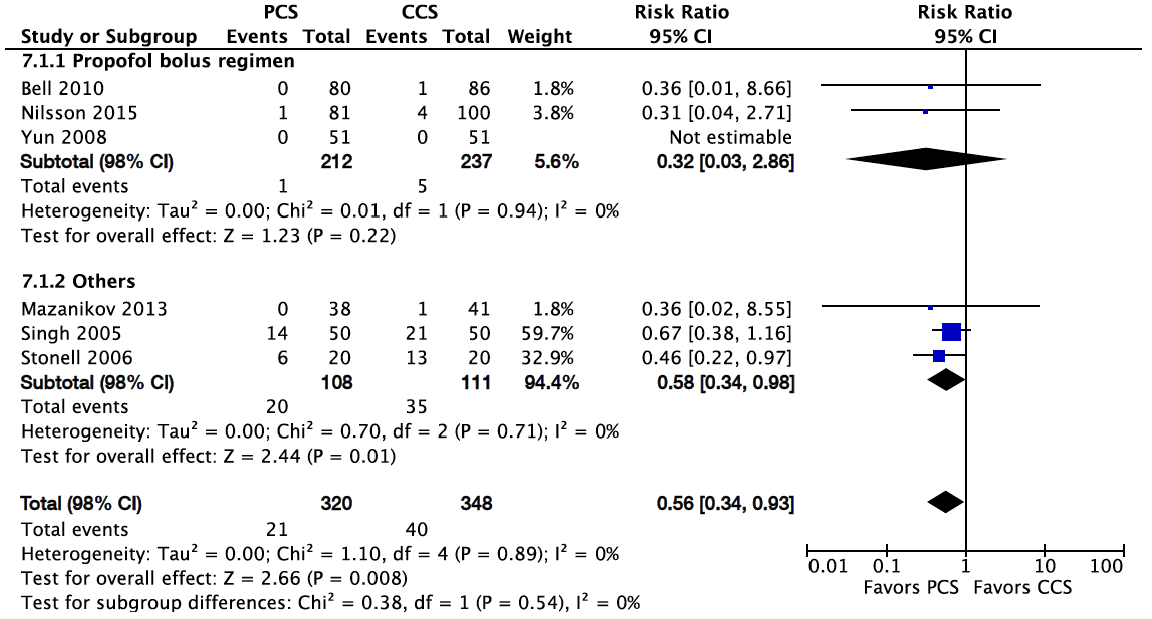 PCS CCS Risk Ratio Risk Ratio
Study or Subgroup Events Total Events Total Weight 95% CI 95% CI
7.1.1 Propofol bolus regimen
Bell 2010 0 80 1 86 1.8% 0.36 [0.01, 8.66]
Nilsson 2015 1 81 4 100 3.8% 0.31 [0.04, 2.71]
Yun 2008 0 51 0 51 Not estimable
Subtotal (98% CI) 212 237 5.6% 0.32 [0.03, 2.86]
Total events 1 5
Heterogeneity: Tau² = 0.00; Chi² = 0.01, df = 1 (P = 0.94); I² = 0%
Test for overall effect: Z = 1.23 (P = 0.22)
7.1.2 Others
Mazanikov 2013 0 38 1 41 1.8% 0.36 [0.02, 8.55]
Singh 2005 14 50 21 50 59.7% 0.67 [0.38, 1.16]
Stonell 2006 6 20 13 20 32.9% 0.46 [0.22, 0.97]
Subtotal (98% CI) 108 111 94.4% 0.58 [0.34, 0.98]
Total events 20 35
Heterogeneity: Tau² = 0.00; Chi² = 0.70, df = 2 (P = 0.71); I² = 0%
Test for overall effect: Z = 2.44 (P = 0.01)
Total (98% CI) 320 348 0.56 [0.34, 0.93]
Total events 21 40
Heterogeneity: Tau² = 0.00; Chi² = 1.10, df = 4 (P = 0.89); I² = 0%
Test for overall effect: Z = 2.66 (P = 0.008)
Test for subgroup differences: Chi² = 0.38, df = 1 (P = 0.54), I² = 0%
0.01 0.1 1 10 100
Favors PCS Favors CCS